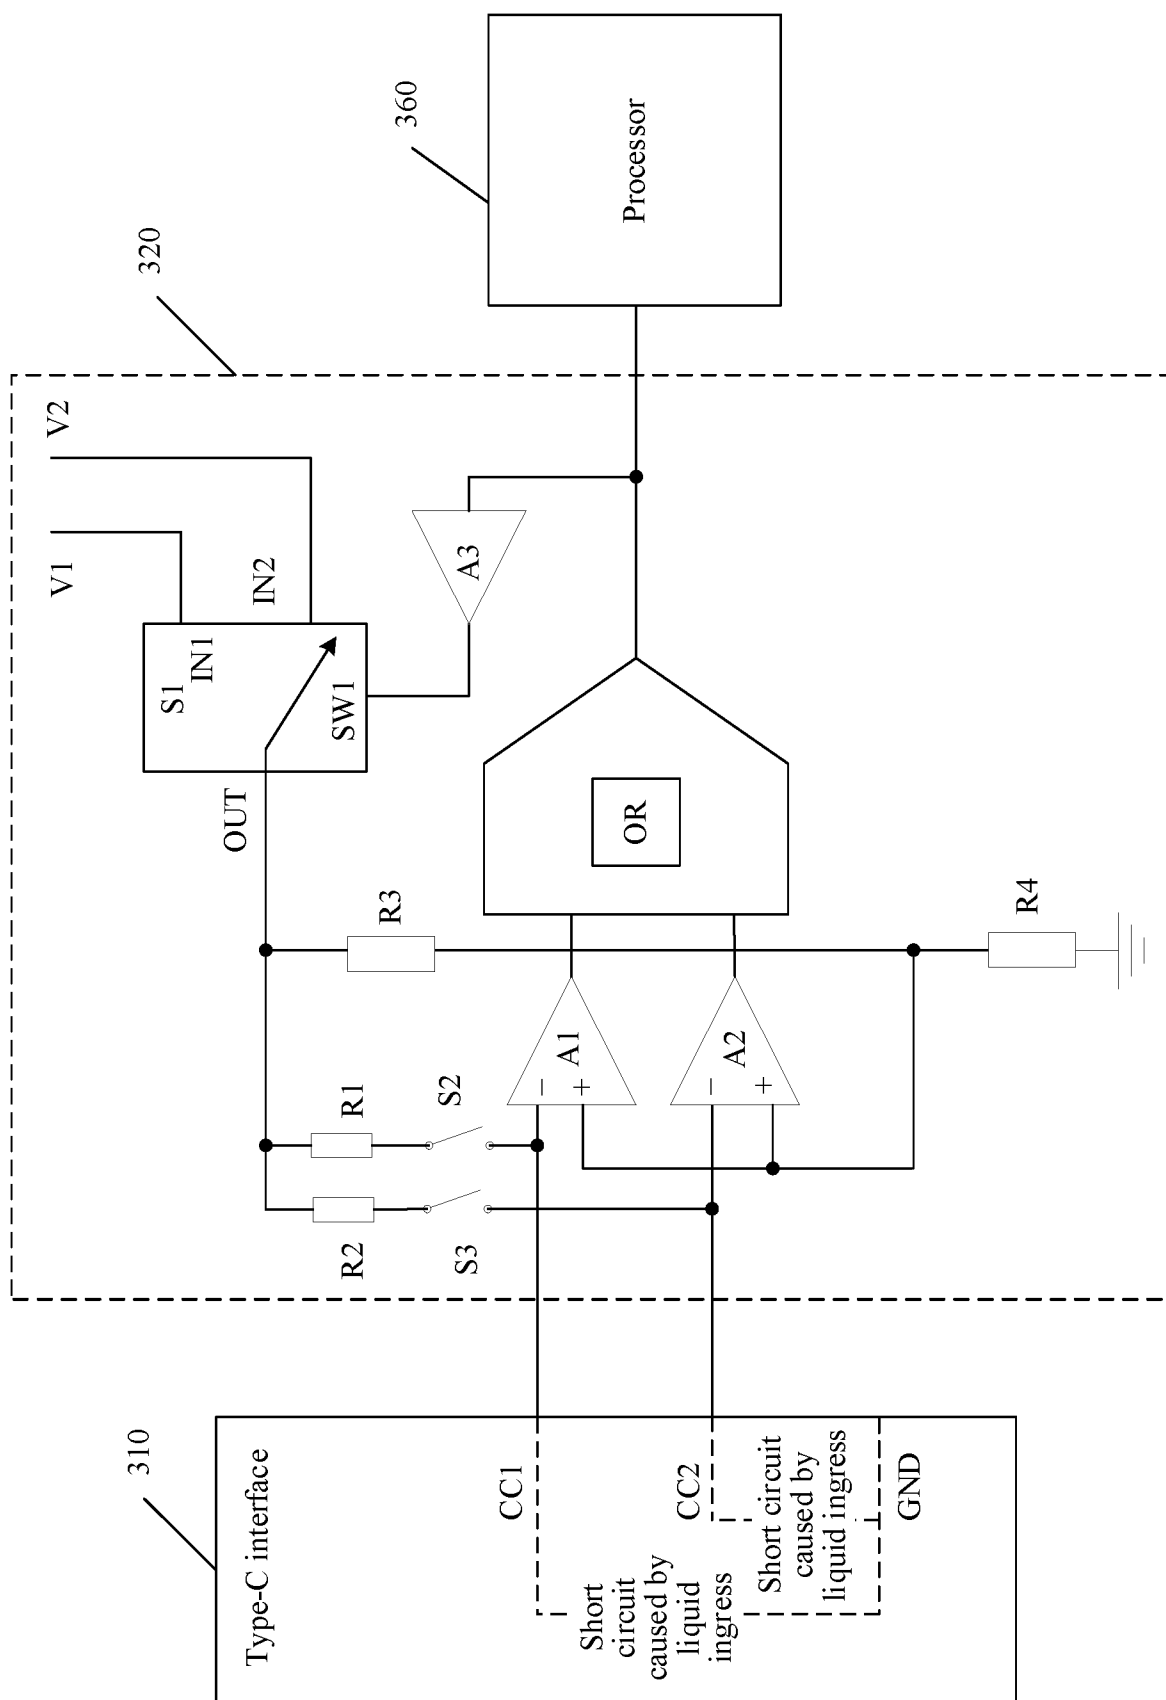 310
Type-C interface
CC1
Short
circuit
caused by
liquid
ingress
CC2
Short circuit
caused by
liquid ingress
GND
320
V1
V2
S1
IN1
IN2
SW1
OUT
R1
R2
S2
S3
R3
R4
A1
−
+
A2
−
+
OR
A3
360
Processor